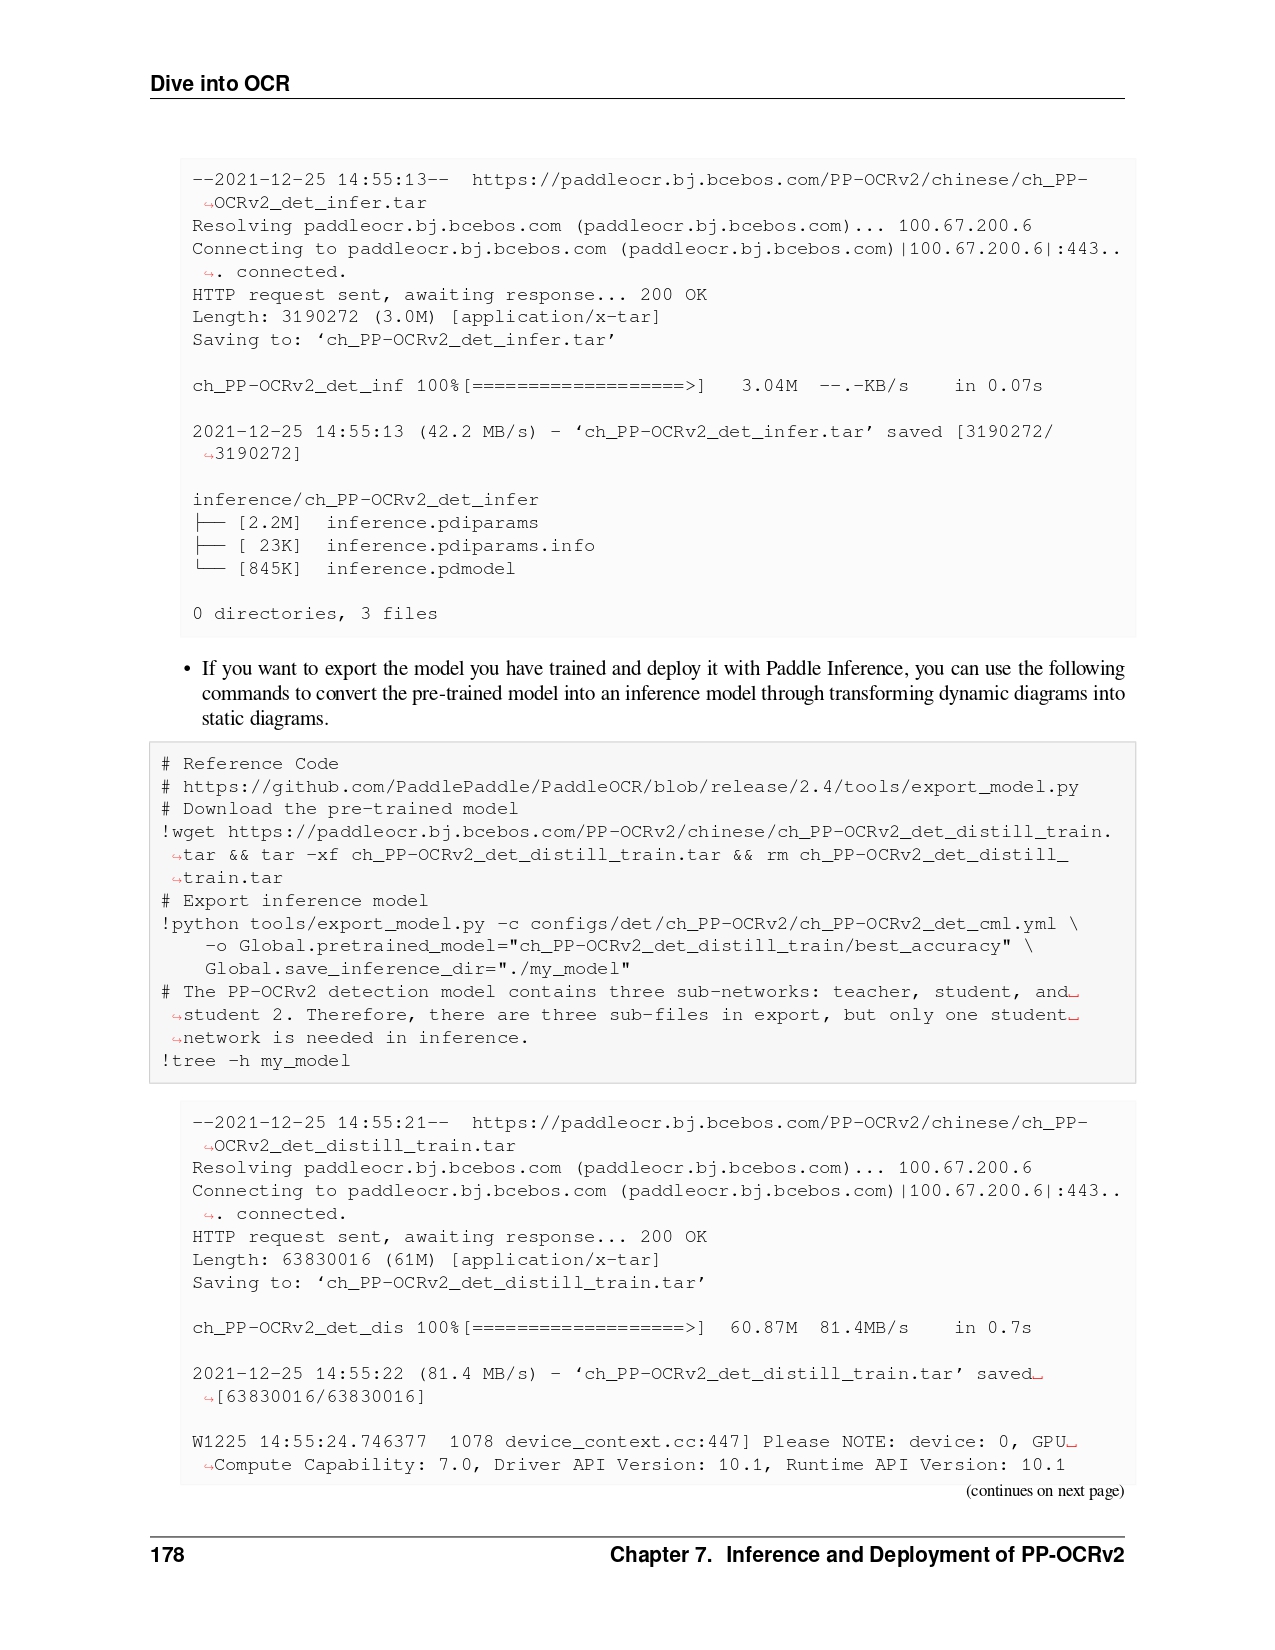 Dive into OCR
--2021-12-25 14:55:13--  https://paddleocr.bj.bcebos.com/PP-OCRv2/chinese/ch_PP-
↪OCRv2_det_infer.tar
Resolving paddleocr.bj.bcebos.com (paddleocr.bj.bcebos.com)... 100.67.200.6
Connecting to paddleocr.bj.bcebos.com (paddleocr.bj.bcebos.com)|100.67.200.6|:443..
↪. connected.
HTTP request sent, awaiting response... 200 OK
Length: 3190272 (3.0M) [application/x-tar]
Saving to: ‘ch_PP-OCRv2_det_infer.tar’
ch_PP-OCRv2_det_inf 100%[===================>]   3.04M  --.-KB/s    in 0.07s
2021-12-25 14:55:13 (42.2 MB/s) - ‘ch_PP-OCRv2_det_infer.tar’ saved [3190272/
↪3190272]
inference/ch_PP-OCRv2_det_infer
├── [2.2M]  inference.pdiparams
├── [ 23K]  inference.pdiparams.info
└── [845K]  inference.pdmodel
0 directories, 3 files
• If you want to export the model you have trained and deploy it with Paddle Inference, you can use the following
commands to convert the pre-trained model into an inference model through transforming dynamic diagrams into
static diagrams.
# Reference Code
# https://github.com/PaddlePaddle/PaddleOCR/blob/release/2.4/tools/export_model.py
# Download the pre-trained model
!wget https://paddleocr.bj.bcebos.com/PP-OCRv2/chinese/ch_PP-OCRv2_det_distill_train.
↪tar && tar -xf ch_PP-OCRv2_det_distill_train.tar && rm ch_PP-OCRv2_det_distill_
↪train.tar
# Export inference model
!python tools/export_model.py -c configs/det/ch_PP-OCRv2/ch_PP-OCRv2_det_cml.yml \
    -o Global.pretrained_model="ch_PP-OCRv2_det_distill_train/best_accuracy" \
    Global.save_inference_dir="./my_model"
# The PP-OCRv2 detection model contains three sub-networks: teacher, student, and␣
↪student 2. Therefore, there are three sub-files in export, but only one student␣
↪network is needed in inference.
!tree -h my_model
--2021-12-25 14:55:21--  https://paddleocr.bj.bcebos.com/PP-OCRv2/chinese/ch_PP-
↪OCRv2_det_distill_train.tar
Resolving paddleocr.bj.bcebos.com (paddleocr.bj.bcebos.com)... 100.67.200.6
Connecting to paddleocr.bj.bcebos.com (paddleocr.bj.bcebos.com)|100.67.200.6|:443..
↪. connected.
HTTP request sent, awaiting response... 200 OK
Length: 63830016 (61M) [application/x-tar]
Saving to: ‘ch_PP-OCRv2_det_distill_train.tar’
ch_PP-OCRv2_det_dis 100%[===================>]  60.87M  81.4MB/s    in 0.7s
2021-12-25 14:55:22 (81.4 MB/s) - ‘ch_PP-OCRv2_det_distill_train.tar’ saved␣
↪[63830016/63830016]
W1225 14:55:24.746377  1078 device_context.cc:447] Please NOTE: device: 0, GPU␣
↪Compute Capability: 7.0, Driver API Version: 10.1, Runtime API Version: 10.1
(continues on next page)
178 Chapter 7. Inference and Deployment of PP-OCRv2